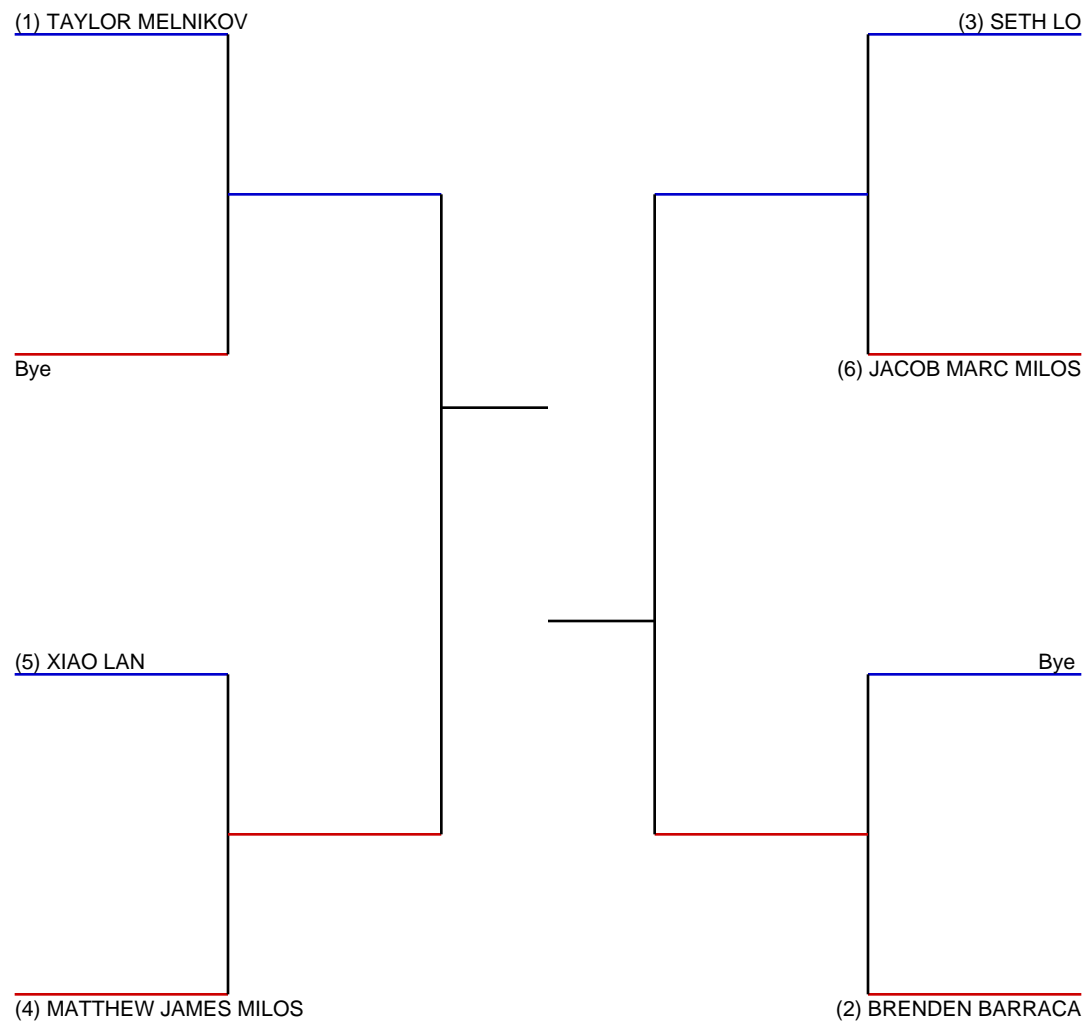 (1) TAYLOR MELNIKOV
(3) SETH LO
Bye
(6) JACOB MARC MILOS
(5) XIAO LAN
Bye
(4) MATTHEW JAMES MILOS
(2) BRENDEN BARRACA